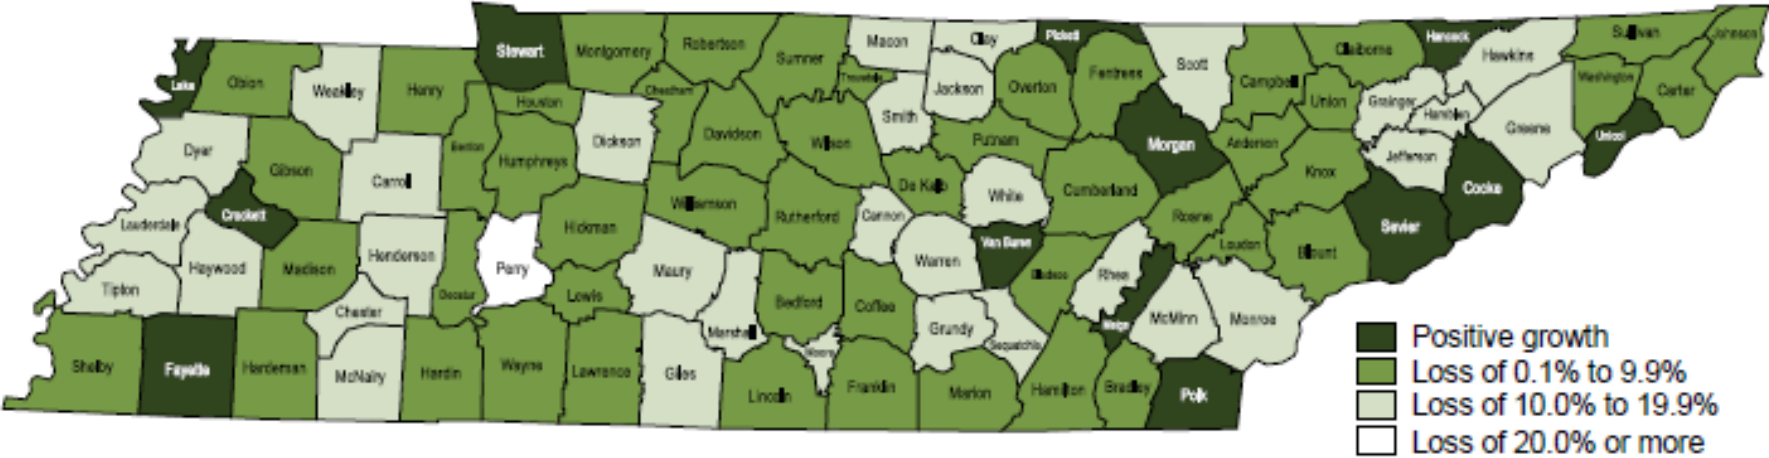 Stewart
Montgomery
Robertson
Sumner
Macon
Clay
Pickett
Scott
Claiborne
Hancock
Hawkins
Sullivan
Johnson
Lake
Obion
Weakley
Henry
Houston
Cheatham
Trousdale
Smith
Jackson
Overton
Fentress
Campbell
Union
Grainger
Hamblen
Greene
Washington
Carter
Unicoi
Dyer
Gibson
Carroll
Benton
Humphreys
Dickson
Davidson
Wilson
Putnam
Morgan
Anderson
Knox
Jefferson
Cocke
Crockett
De Kalb
White
Cumberland
Lauderdale
Haywood
Madison
Henderson
Decatur
Perry
Hickman
Williamson
Rutherford
Cannon
Warren
Van Buren
Bledsoe
Rhea
Roane
Loudon
Blount
Sevier
Tipton
Chester
Lewis
Maury
Marshall
Bedford
Coffee
Grundy
Sequatchie
Meigs
McMinn
Monroe
Shelby
Fayette
Hardeman
McNairy
Hardin
Wayne
Lawrence
Giles
Lincoln
Moore
Franklin
Marion
Hamilton
Bradley
Polk
Positive growth
Loss of 0.1% to 9.9%
Loss of 10.0% to 19.9%
Loss of 20.0% or more